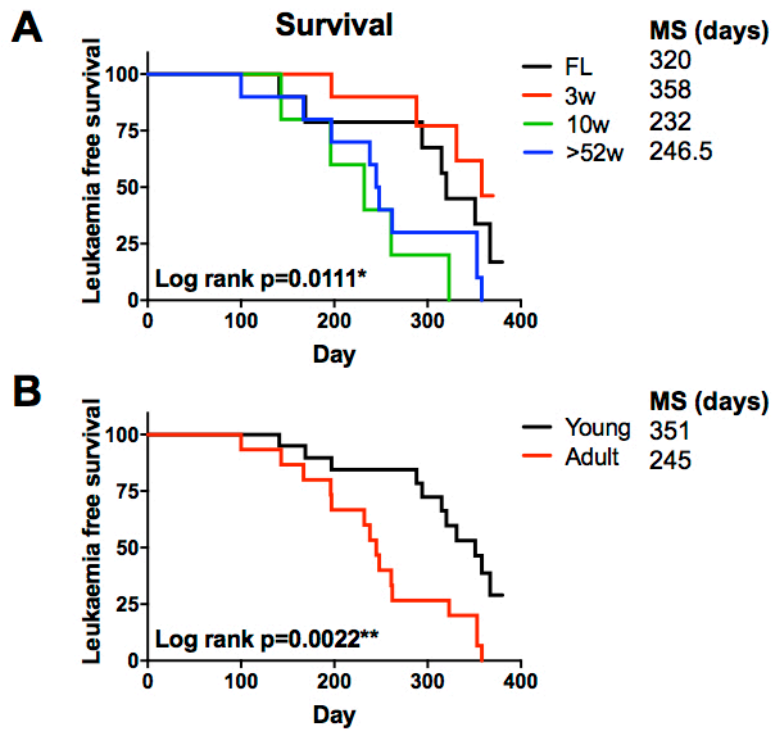 A
Survival
MS (days)
FL 320
3w 358
10w 232
>52w 246.5
Leukaemia free survival
100
75
50
25
0
Log rank p=0.0111*
0 100 200 300 400
Day
B
MS (days)
Young 351
Adult 245
Leukaemia free survival
100
75
50
25
0
Log rank p=0.0022**
0 100 200 300 400
Day